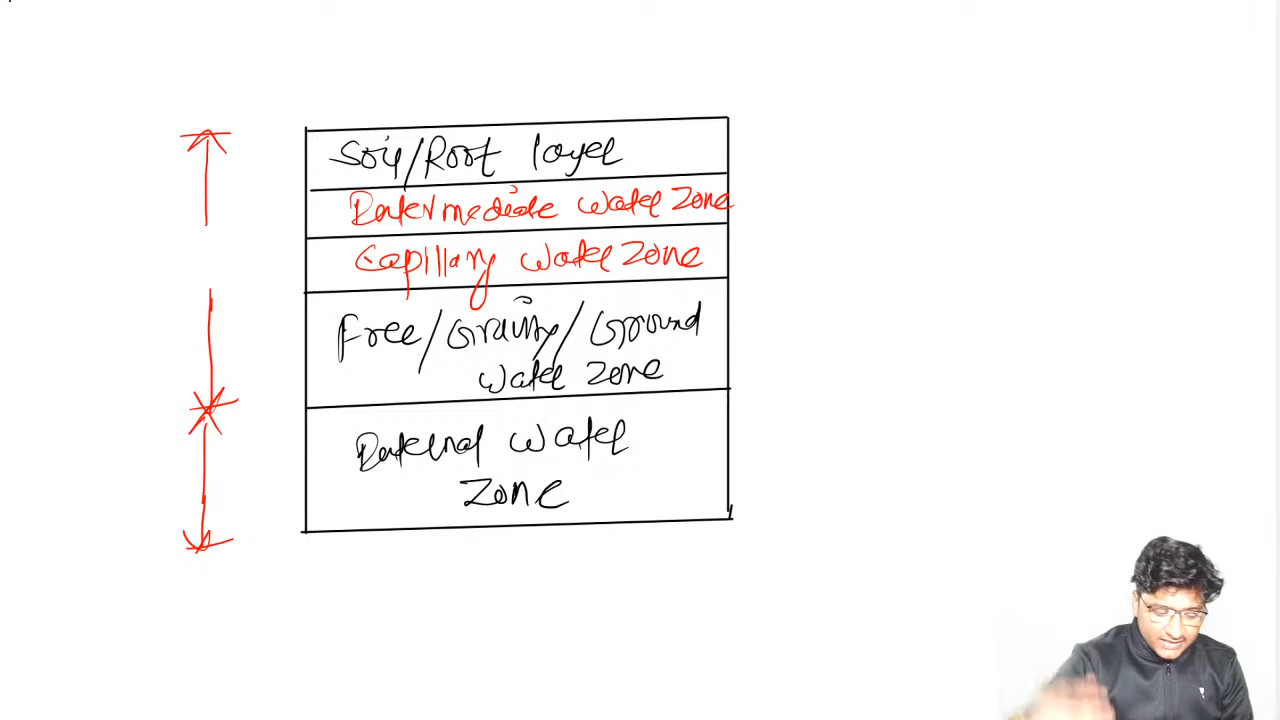 Soil/Root layer
Intermediate water zone
Capillary water zone
Free/Gravity/Ground
water zone
Internal water
zone